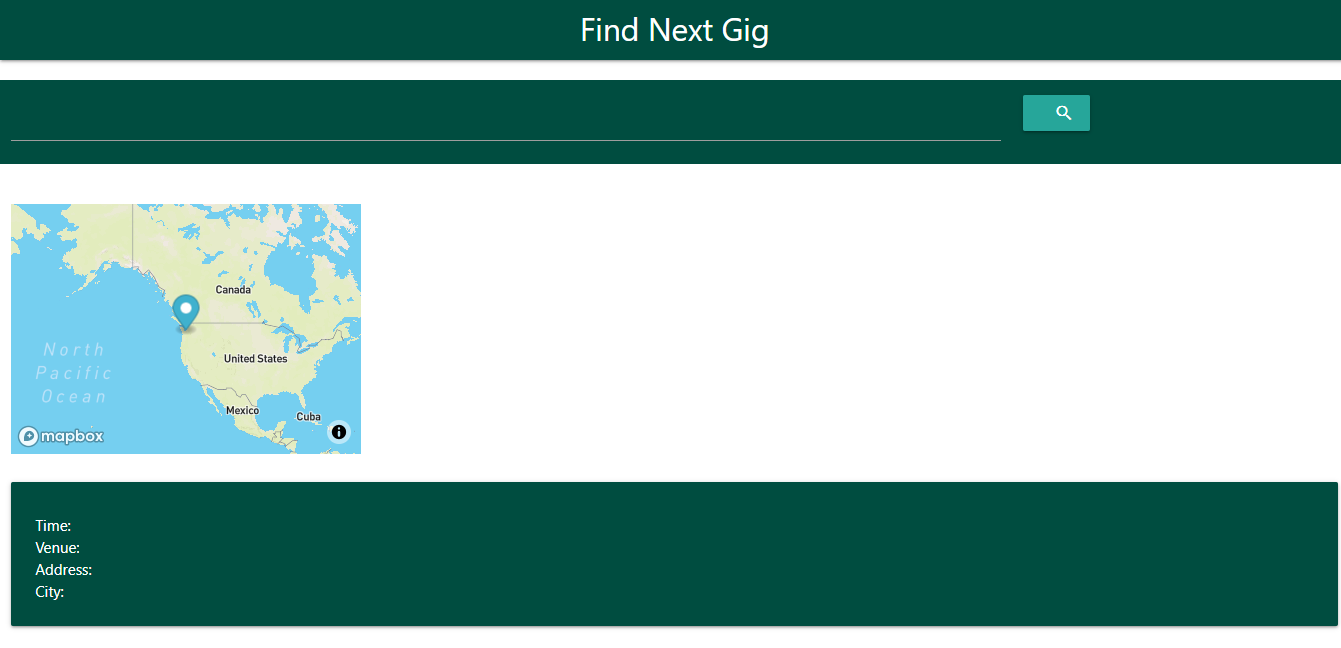 Find Next Gig
Canada
North
Pacific
Ocean
United States
Mexico
Cuba
mapbox
Time:
Venue:
Address:
City: